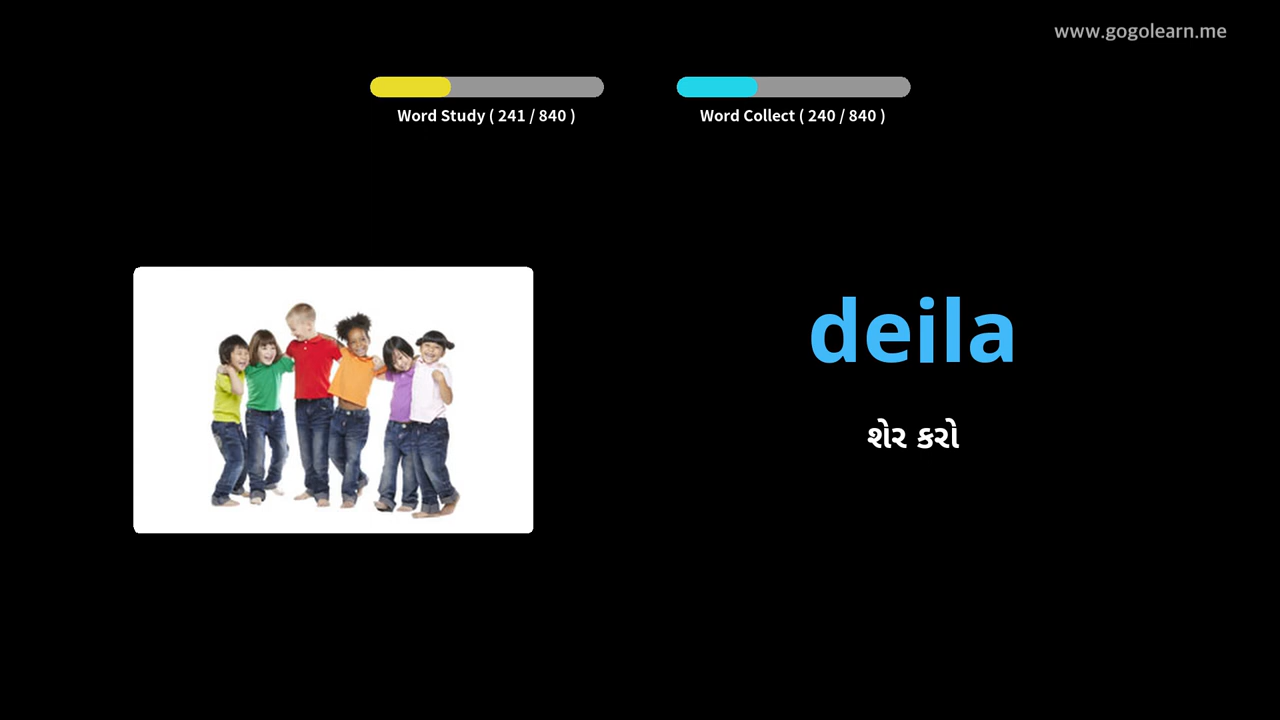 www.gogolearn.me
Word Study ( 241 / 840 )
Word Collect ( 240 / 840 )
deila
શેર કરો